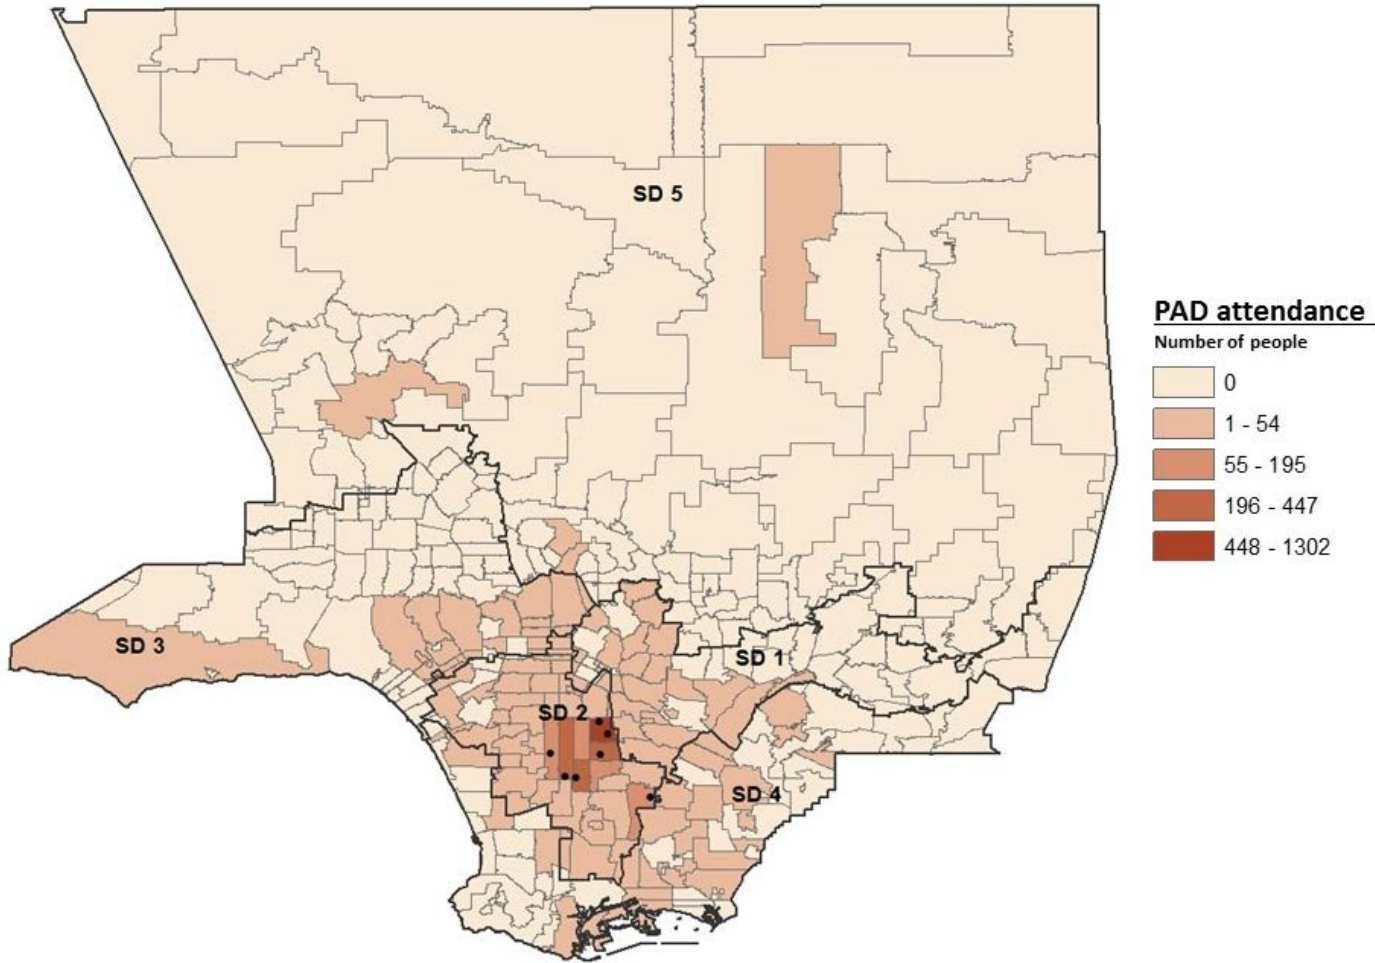 SD 5
SD 3
SD 1
SD 2
SD 4
PAD attendance
Number of people
0
1 - 54
55 - 195
196 - 447
448 - 1302